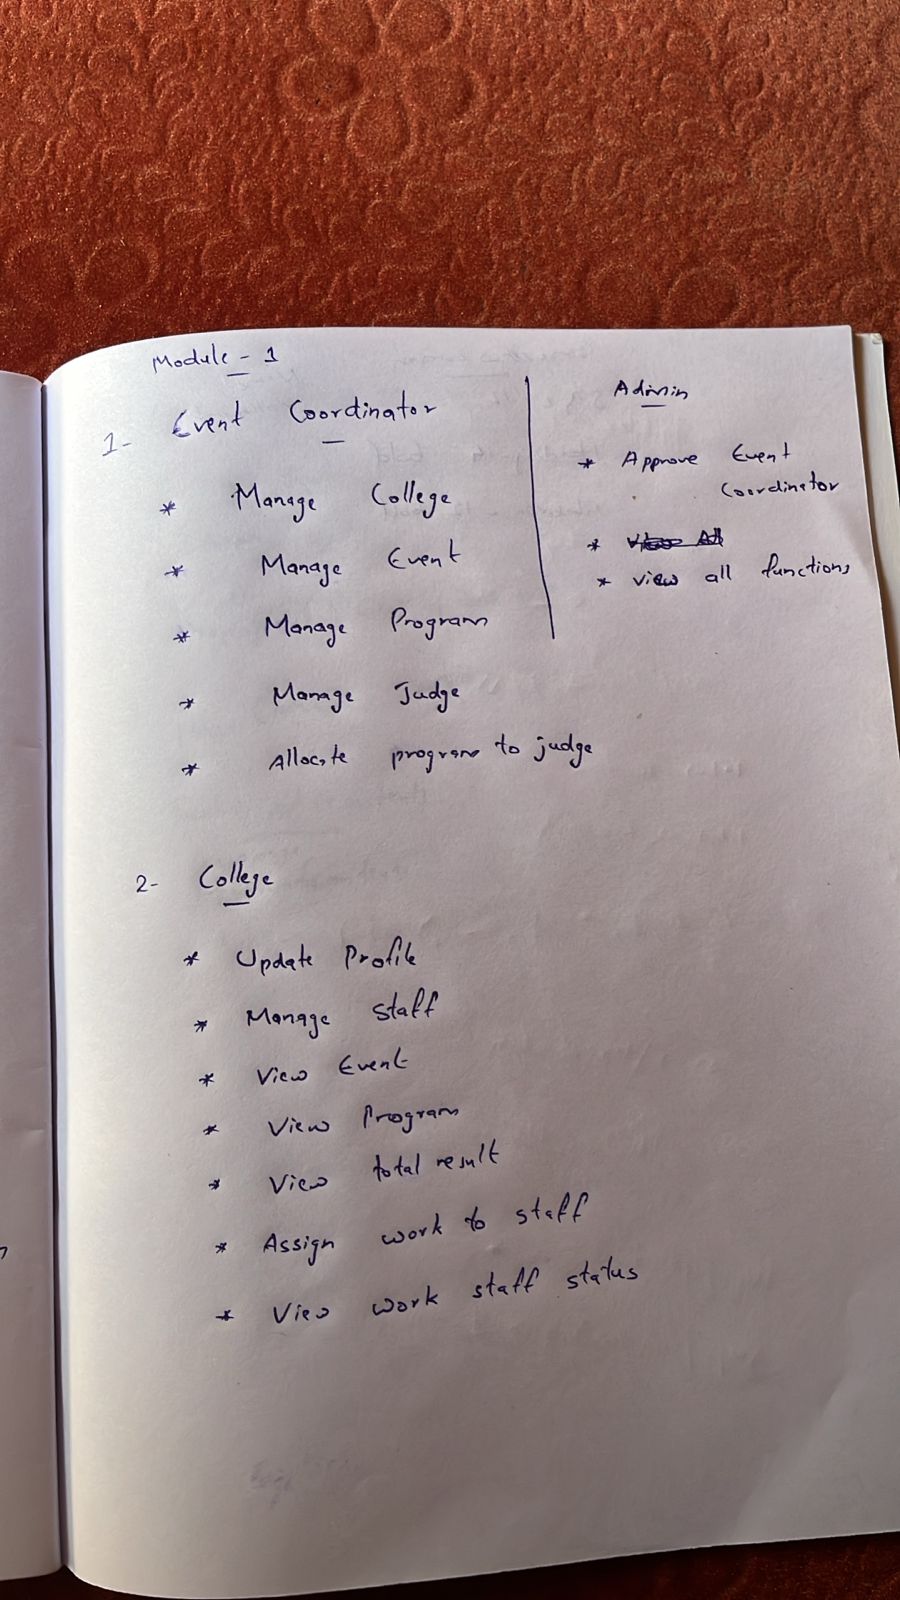 Module - 1
1- Event Coordinator
* Manage College
* Manage Event
* Manage Program
* Manage Judge
* Allocate program to judge
Admin
* Approve Event
Coordinator
*
* view all functions
2- College
* Update Profile
* Manage staff
* View Event
* View Program
* View total result
* Assign work to staff
* View work staff status